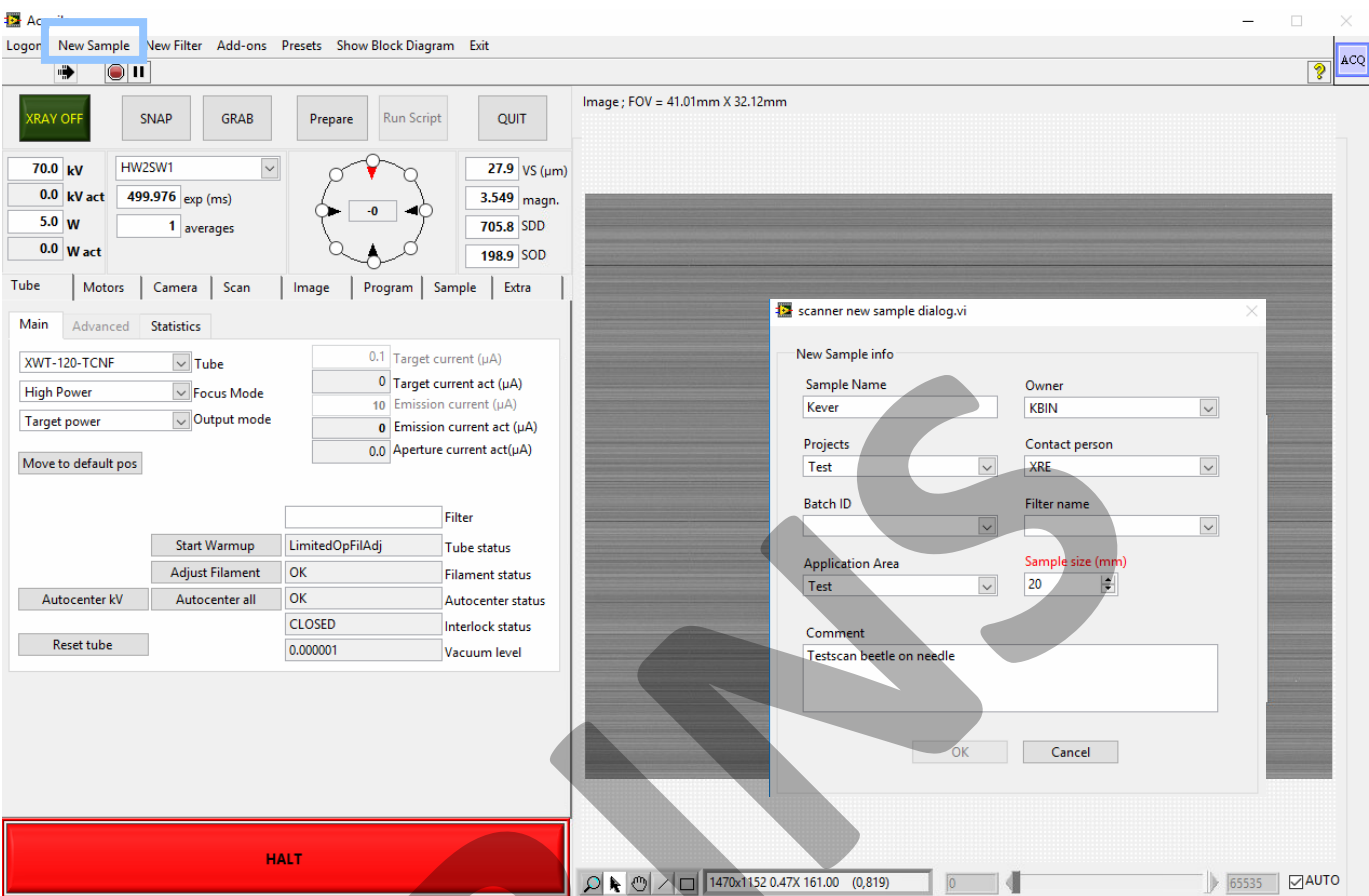 Logon New Sample New Filter Add-ons Presets Show Block Diagram Exit
ACQ
XRAY OFF SNAP GRAB Prepare Run Script QUIT
Image ; FOV = 41.01mm X 32.12mm
70.0 kV HW2SW1 27.9 VS (μm)
0.0 kV act 499.976 exp (ms) -0 3.549 magn.
5.0 W 1 averages 705.8 SDD
0.0 W act 198.9 SOD
Tube Motors Camera Scan Image Program Sample Extra
Main Advanced Statistics
XWT-120-TCNF Tube 0.1 Target current (μA)
High Power Focus Mode 0 Target current act (μA)
Target power Output mode 10 Emission current (μA)
0 Emission current act (μA)
Move to default pos 0.0 Aperture current act(μA)
Filter
Start Warmup LimitedOpFilAdj Tube status
Adjust Filament OK Filament status
Autocenter kV Autocenter all OK Autocenter status
CLOSED Interlock status
Reset tube 0.000001 Vacuum level
HALT
scanner new sample dialog.vi
New Sample info
Sample Name Owner
Kever KBIN
Projects Contact person
Test XRE
Batch ID Filter name
Application Area Sample size (mm)
Test 20
Comment
Testscan beetle on needle
OK Cancel
1470x1152 0.47X 161.00 (0,819) 0 65535 AUTO